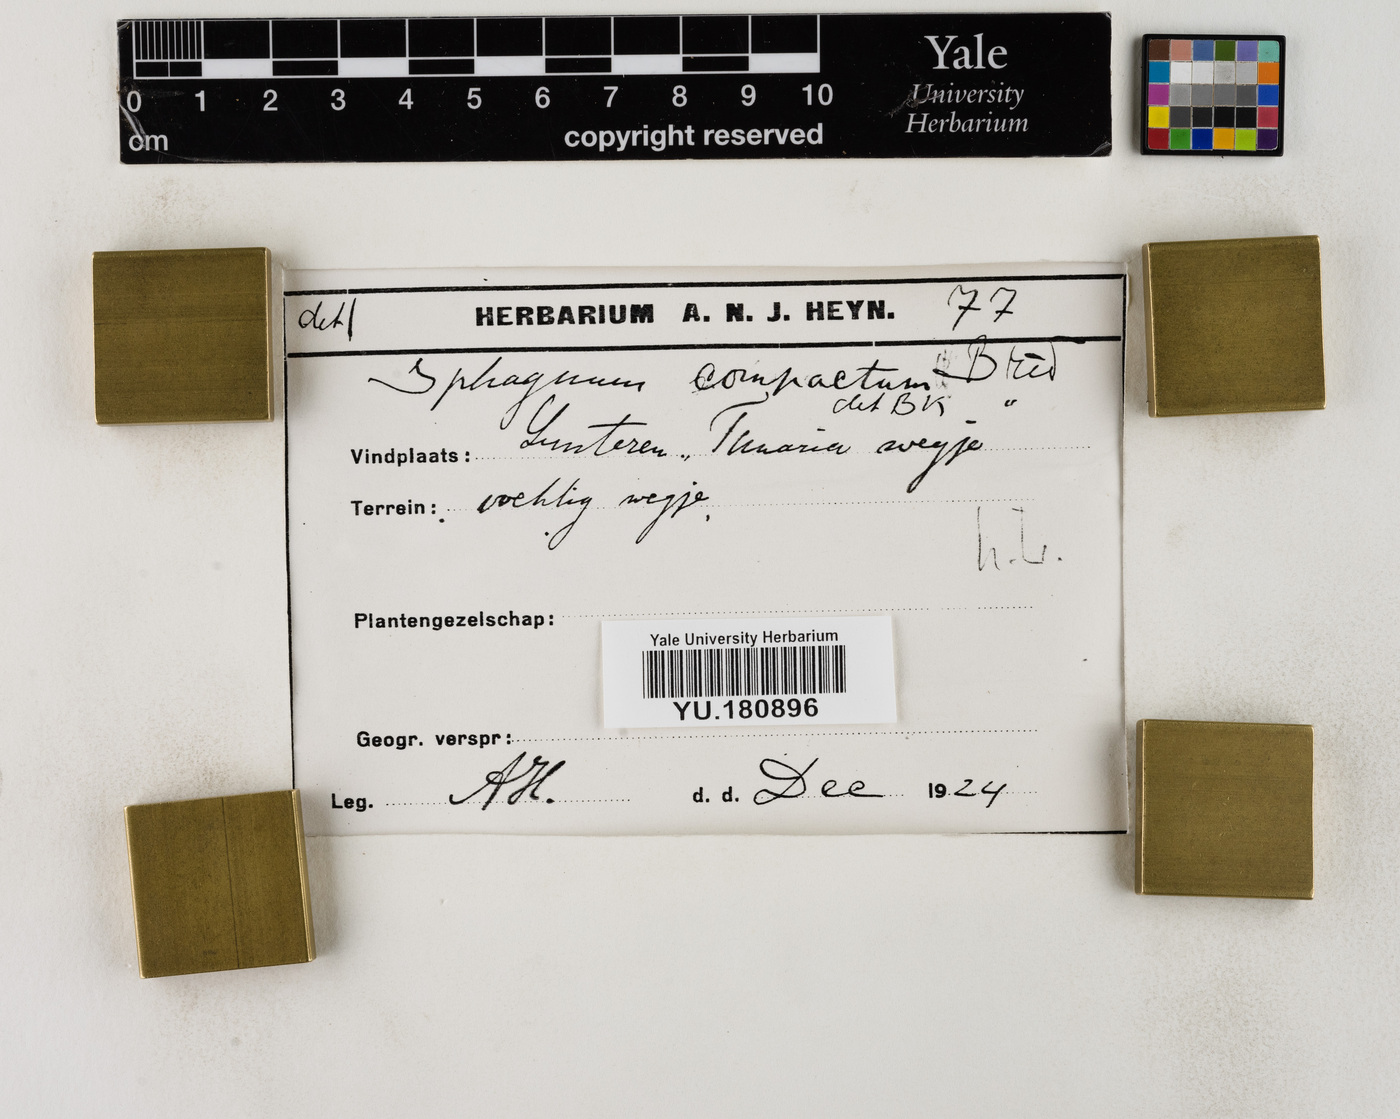 0 1 2 3 4 5 6 7 8 9 10
cm
copyright reserved
Yale
University
Herbarium
det
HERBARIUM A. N. J. HEYN. 77
Sphagnum compactum
det BK "
Vindplaats: Lunteren,, wegje
Terrein: vochtig wegje
h.t.
Plantengezelschap:
Yale University Herbarium
YU.180896
Geogr. verspr:
Leg. AH. d. d. Dec 1924